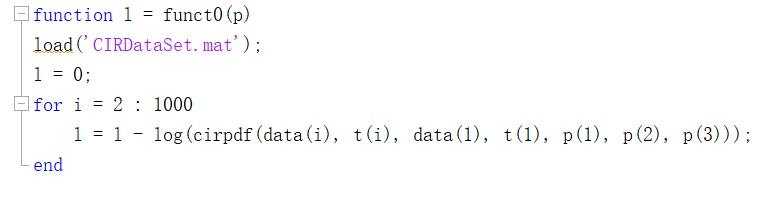 function l = funct0(p)
load('CIRDataSet.mat');
l = 0;
for i = 2 : 1000
    l = l - log(cirpdf(data(i), t(i), data(1), t(1), p(1), p(2), p(3)));
end